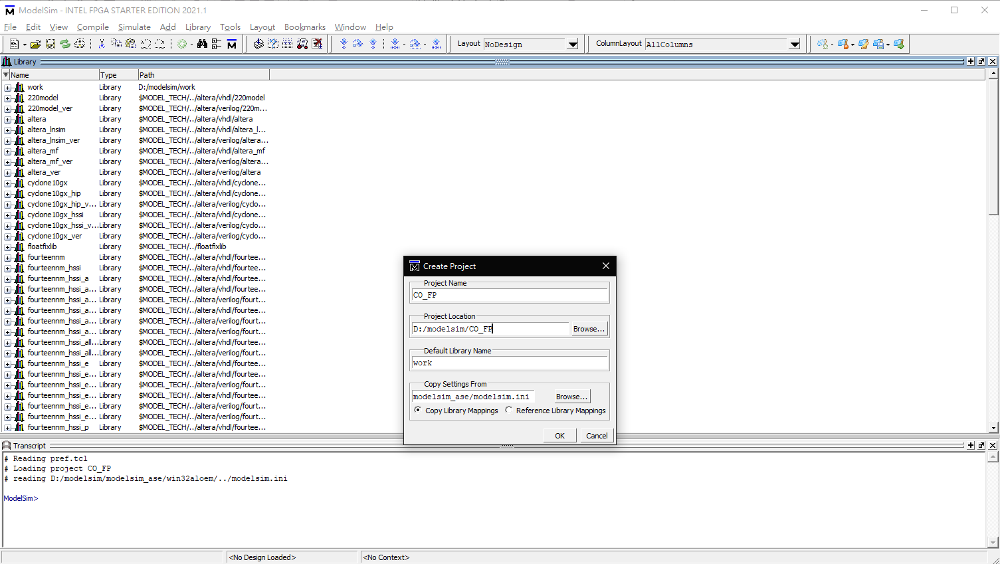 ModelSim - INTEL FPGA STARTER EDITION 2021.1
File Edit View Compile Simulate Add Library Tools Layout Bookmarks Window Help
Layout NoDesign ColumnLayout AllColumns
Library
Name Type Path
work Library D:/modelsim/work
220model Library $MODEL_TECH/../altera/vhdl/220model
220model_ver Library $MODEL_TECH/../altera/verilog/220m...
altera Library $MODEL_TECH/../altera/vhdl/altera
altera_lnsim Library $MODEL_TECH/../altera/vhdl/altera_l...
altera_lnsim_ver Library $MODEL_TECH/../altera/verilog/altera...
altera_mf Library $MODEL_TECH/../altera/vhdl/altera_mf
altera_mf_ver Library $MODEL_TECH/../altera/verilog/altera...
altera_ver Library $MODEL_TECH/../altera/verilog/altera
cyclone10gx Library $MODEL_TECH/../altera/vhdl/cyclone...
cyclone10gx_hip Library $MODEL_TECH/../altera/vhdl/cyclone...
cyclone10gx_hip_v... Library $MODEL_TECH/../altera/verilog/cyclo...
cyclone10gx_hssi Library $MODEL_TECH/../altera/vhdl/cyclone...
cyclone10gx_hssi_v... Library $MODEL_TECH/../altera/verilog/cyclo...
cyclone10gx_ver Library $MODEL_TECH/../altera/verilog/cyclo...
floatfixlib Library $MODEL_TECH/../floatfixlib
fourteennm Library $MODEL_TECH/../altera/vhdl/fourtee...
fourteennm_hssi Library $MODEL_TECH/../altera/vhdl/fourtee...
fourteennm_hssi_a Library $MODEL_TECH/../altera/vhdl/fourtee...
fourteennm_hssi_a... Library $MODEL_TECH/../altera/vhdl/fourtee...
fourteennm_hssi_a... Library $MODEL_TECH/../altera/verilog/fourt...
fourteennm_hssi_a... Library $MODEL_TECH/../altera/vhdl/fourtee...
fourteennm_hssi_a... Library $MODEL_TECH/../altera/verilog/fourt...
fourteennm_hssi_a... Library $MODEL_TECH/../altera/verilog/fourt...
fourteennm_hssi_all... Library $MODEL_TECH/../altera/vhdl/fourtee...
fourteennm_hssi_all... Library $MODEL_TECH/../altera/verilog/fourt...
fourteennm_hssi_e Library $MODEL_TECH/../altera/vhdl/fourtee...
fourteennm_hssi_e... Library $MODEL_TECH/../altera/vhdl/fourtee...
fourteennm_hssi_e... Library $MODEL_TECH/../altera/verilog/fourt...
fourteennm_hssi_e... Library $MODEL_TECH/../altera/vhdl/fourtee...
fourteennm_hssi_e... Library $MODEL_TECH/../altera/verilog/fourt...
fourteennm_hssi_e... Library $MODEL_TECH/../altera/verilog/fourt...
fourteennm_hssi_p Library $MODEL_TECH/../altera/vhdl/fourtee...
Create Project
Project Name
CO_FP
Project Location
D:/modelsim/CO_FP Browse...
Default Library Name
work
Copy Settings From
modelsim_ase/modelsim.ini Browse...
Copy Library Mappings Reference Library Mappings
OK Cancel
Transcript
# Reading pref.tcl
# Loading project CO_FP
# reading D:/modelsim/modelsim_ase/win32aloem/../modelsim.ini
ModelSim>
<No Design Loaded> <No Context>